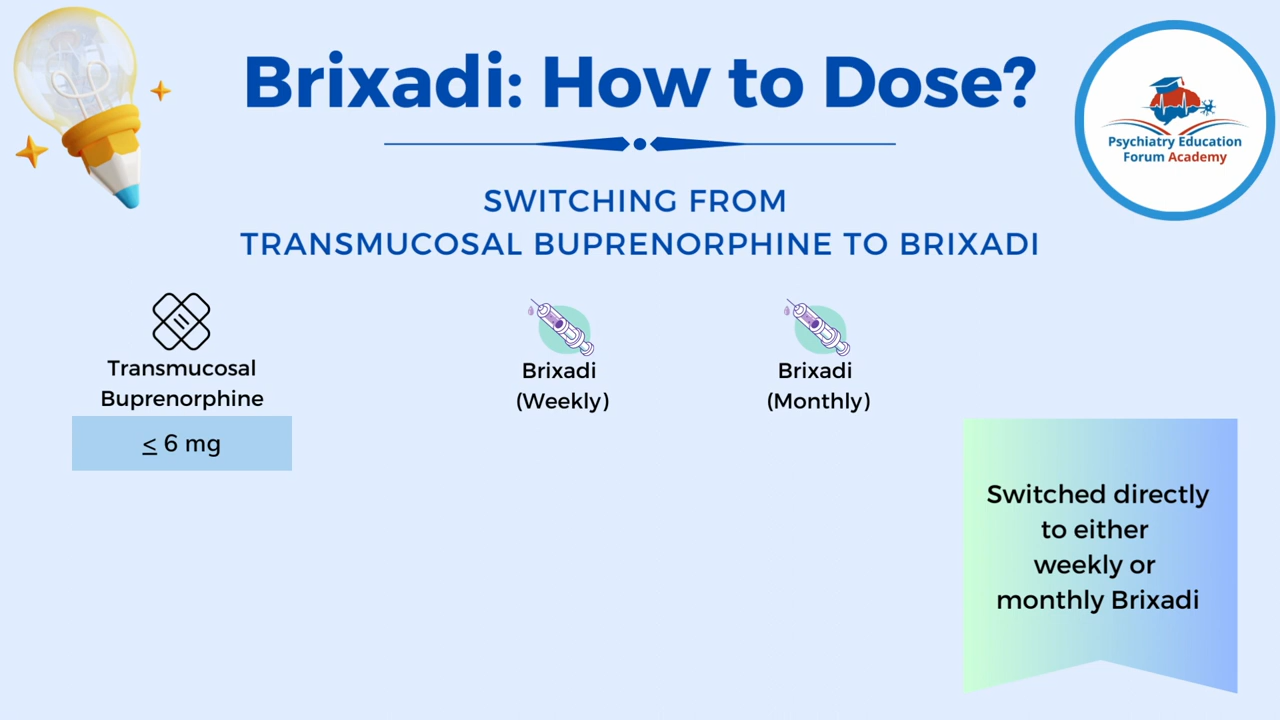 Brixadi: How to Dose?
Psychiatry Education
Forum Academy
SWITCHING FROM
TRANSMUCOSAL BUPRENORPHINE TO BRIXADI
Transmucosal
Buprenorphine
≤ 6 mg
Brixadi
(Weekly)
Brixadi
(Monthly)
Switched directly
to either
weekly or
monthly Brixadi